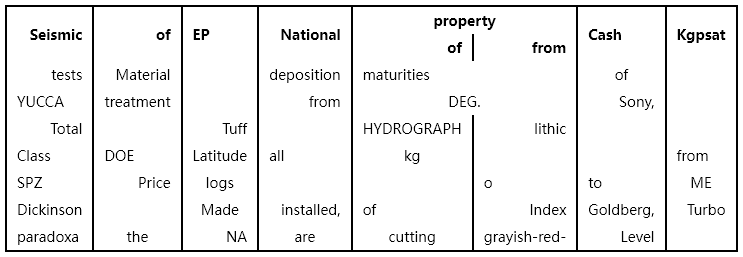 property
Seismic of EP National of from Cash Kgpsat
tests Material deposition maturities of
YUCCA treatment from DEG. Sony,
Total Tuff HYDROGRAPH lithic
Class DOE Latitude all kg from
SPZ Price logs o to ME
Dickinson Made installed, of Index Goldberg, Turbo
paradoxa the NA are cutting grayish-red- Level